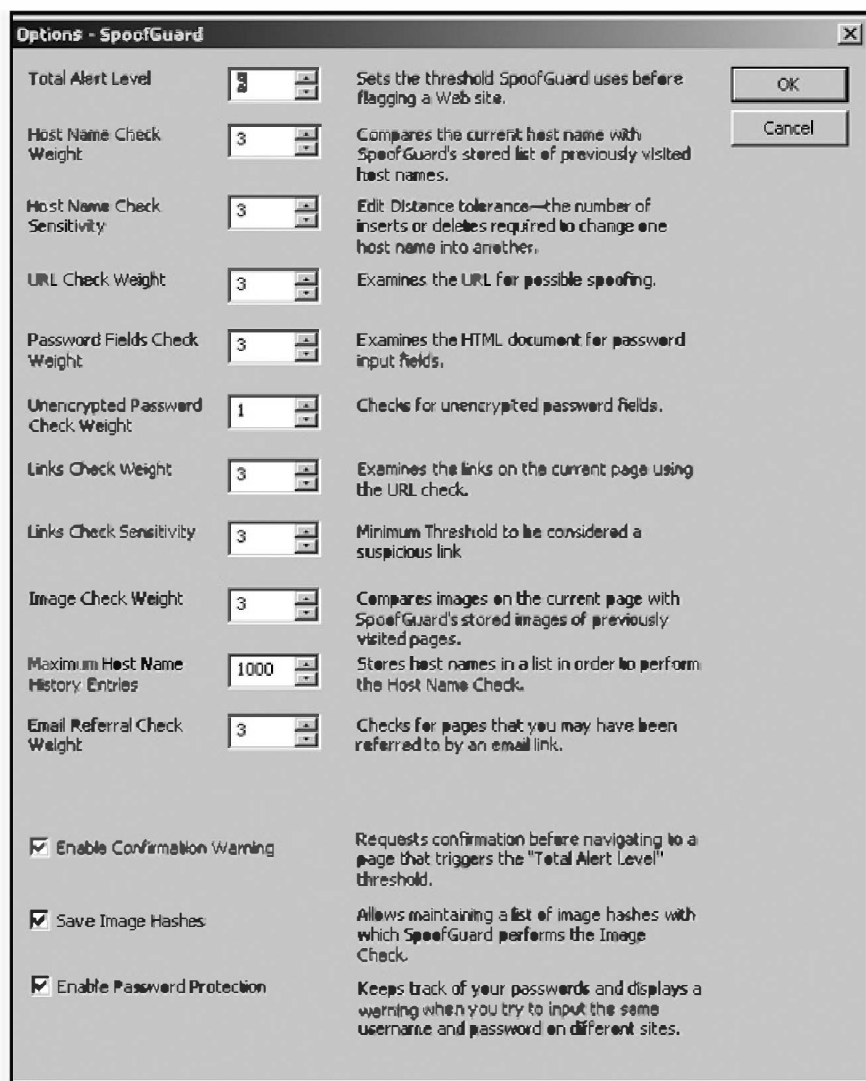 Options - SpoofGuard
Total Alert Level
Sets the threshold SpoofGuard uses before
flagging a Web site.
OK
Cancel
Host Name Check
Weight
3
Compares the current host name with
SpoofGuard's stored list of previously visited
host names.
Host Name Check
Sensitivity
3
Edit Distance tolerance—the number of
inserts or deletes required to change one
host name into another.
URL Check Weight
3
Examines the URL for possible spoofing.
Password Fields Check
Weight
3
Examines the HTML document for password
input fields.
Unencrypted Password
Check Weight
1
Checks for unencrypted password fields.
Links Check Weight
3
Examines the links on the current page using
the URL check.
Links Check Sensitivity
3
Minimum Threshold to be considered a
suspicious link
Image Check Weight
3
Compares images on the current page with
SpoofGuard's stored images of previously
visited pages.
Maximum Host Name
History Entries
1000
Stores host names in a list in order to perform
the Host Name Check.
Email Referral Check
Weight
3
Checks for pages that you may have been
referred to by an email link.
Enable Confirmation Warning
Requests confirmation before navigating to a
page that triggers the "Total Alert Level"
threshold.
Save Image Hashes
Allows maintaining a list of image hashes with
which SpoofGuard performs the Image
Check.
Enable Password Protection
Keeps track of your passwords and displays a
warning when you try to input the same
username and password on different sites.